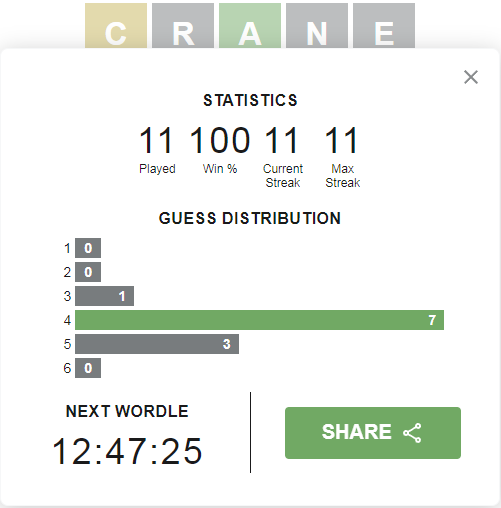 C R A N E
STATISTICS
11 100 11 11
Played Win % Current Streak Max Streak
GUESS DISTRIBUTION
1 0
2 0
3 1
4 7
5 3
6 0
NEXT WORDLE
12:47:25
SHARE